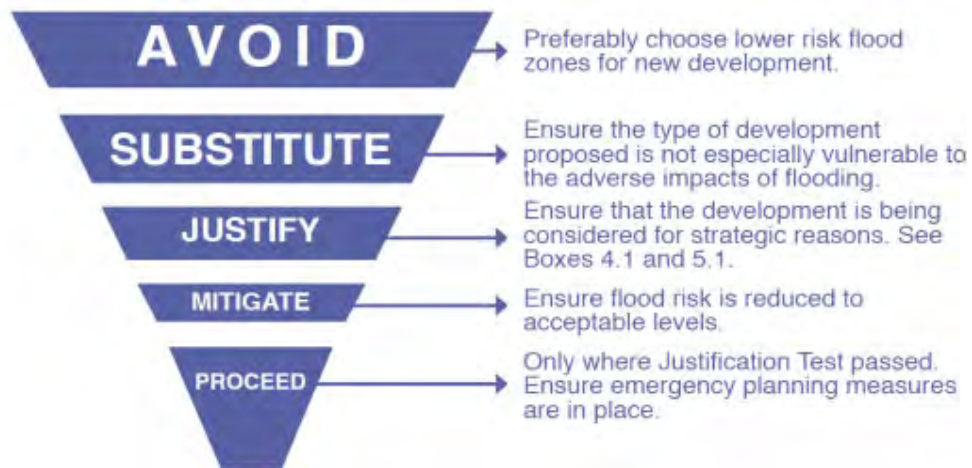 AVOID
Preferably choose lower risk flood
zones for new development.
SUBSTITUTE
Ensure the type of development
proposed is not especially vulnerable to
the adverse impacts of flooding.
JUSTIFY
Ensure that the development is being
considered for strategic reasons. See
Boxes 4.1 and 5.1.
MITIGATE
Ensure flood risk is reduced to
acceptable levels.
PROCEED
Only where Justification Test passed.
Ensure emergency planning measures
are in place.